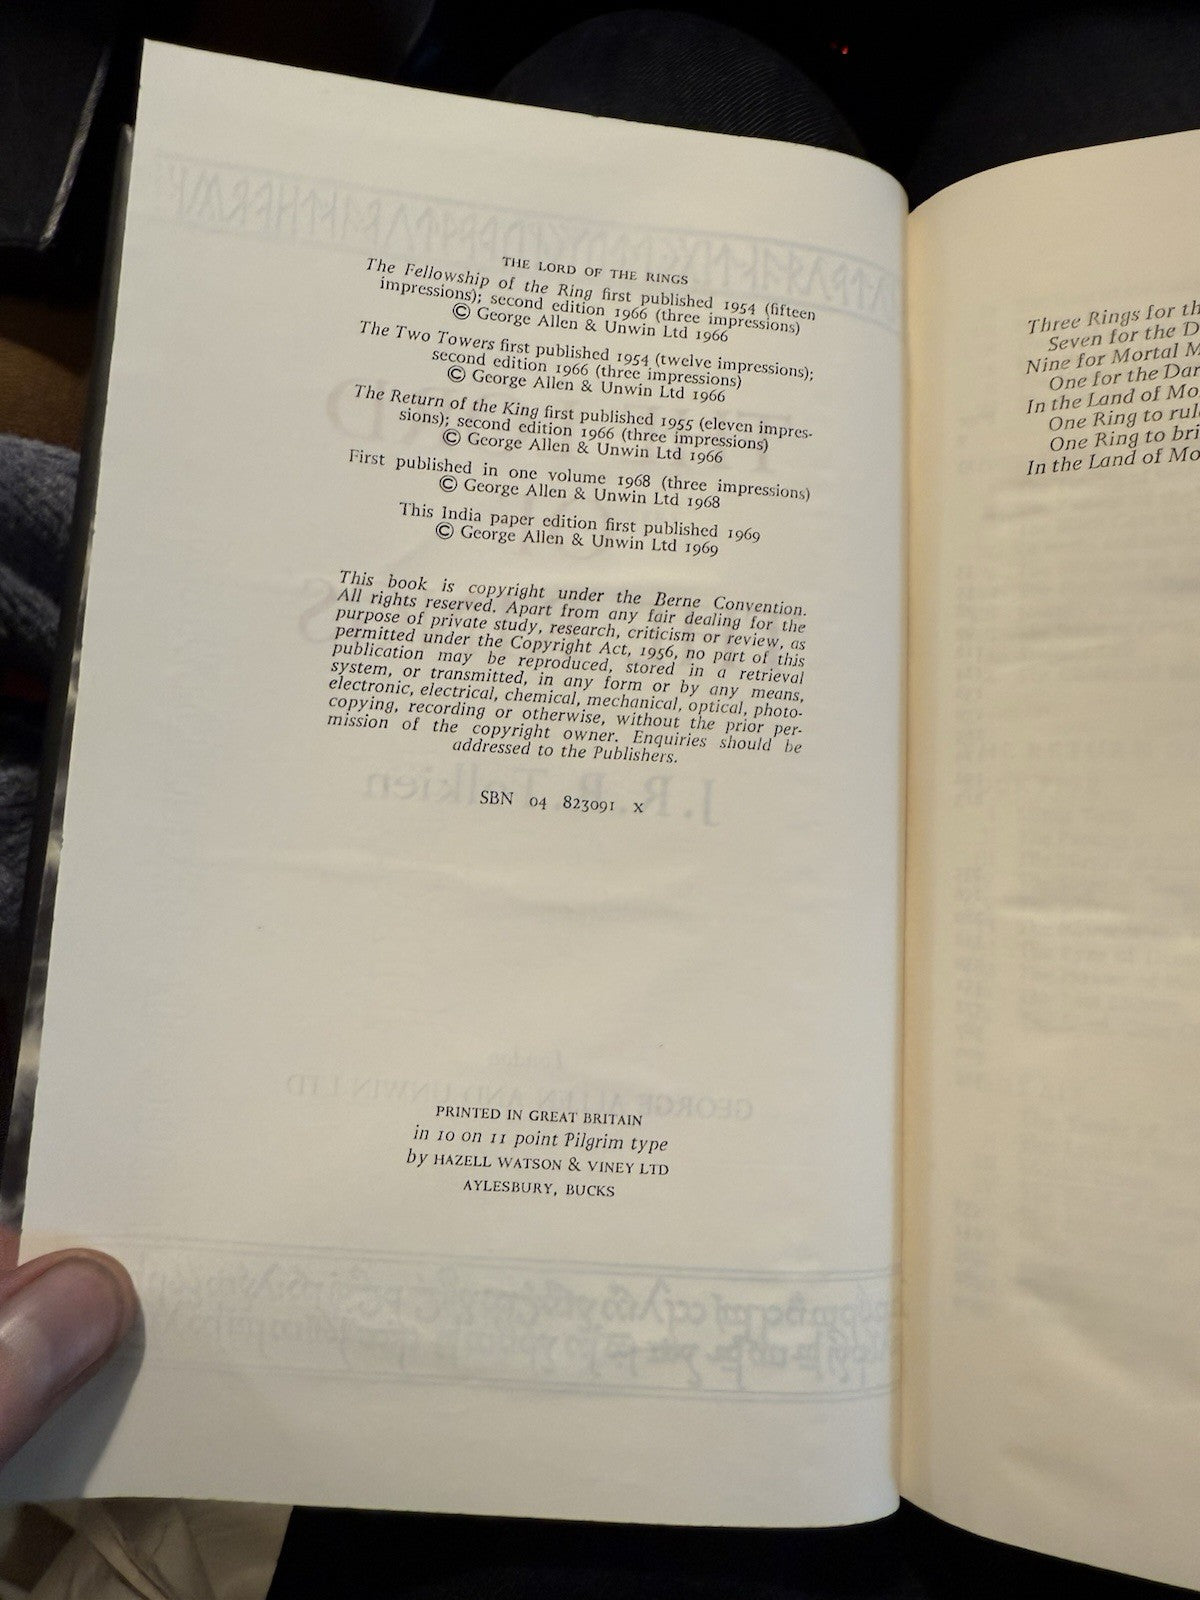 THE LORD OF THE RINGS
The Fellowship of the Ring first published 1954 (fifteen
impressions); second edition 1966 (three impressions)
© George Allen & Unwin Ltd 1966
The Two Towers first published 1954 (twelve impressions);
second edition 1966 (three impressions)
© George Allen & Unwin Ltd 1966
The Return of the King first published 1955 (eleven impres-
sions); second edition 1966 (three impressions)
© George Allen & Unwin Ltd 1966
First published in one volume 1968 (three impressions)
© George Allen & Unwin Ltd 1968
This India paper edition first published 1969
© George Allen & Unwin Ltd 1969
This book is copyright under the Berne Convention.
All rights reserved. Apart from any fair dealing for the
purpose of private study, research, criticism or review, as
permitted under the Copyright Act, 1956, no part of this
publication may be reproduced, stored in a retrieval
system, or transmitted, in any form or by any means,
electronic, electrical, chemical, mechanical, optical, photo-
copying, recording or otherwise, without the prior per-
mission of the copyright owner. Enquiries should be
addressed to the Publishers.
SBN 04 823091 x
PRINTED IN GREAT BRITAIN
in 10 on 11 point Pilgrim type
by HAZELL WATSON & VINEY LTD
AYLESBURY, BUCKS
Three Rings for th
Seven for the D
Nine for Mortal M
One for the Dar
In the Land of Mo
One Ring to rul
One Ring to bri
In the Land of Mo